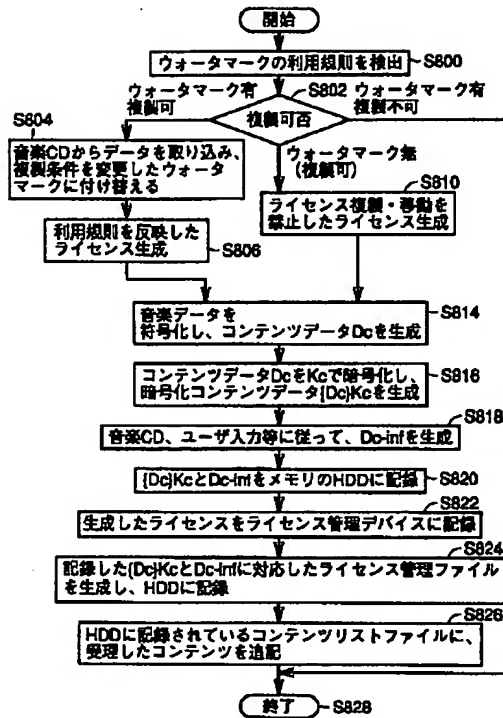 開始
ウォータマークの利用規則を検出
S800
ウォータマーク有
複製可
S802
ウォータマーク有
複製不可
複製可否
S804
音楽CDからデータを取り込み、
複製条件を変更したウォータ
マークに付け替える
ウォータマーク無
(複製可)
S810
ライセンス複製・移動を
禁止したライセンス生成
利用規則を反映した
ライセンス生成
S806
音楽データを
符号化し、コンテンツデータDcを生成
S814
コンテンツデータDcをKcで暗号化し、
暗号化コンテンツデータ{Dc}Kcを生成
S816
S818
音楽CD、ユーザ入力等に従って、Dc-infを生成
{Dc}KcとDc-infをメモリのHDDに記録
S820
S822
生成したライセンスをライセンス管理デバイスに記録
S824
記録した{Dc}KcとDc-infに対応したライセンス管理ファイル
を生成し、HDDに記録
S826
HDDに記録されているコンテンツリストファイルに、
受理したコンテンツを追記
終了
S828